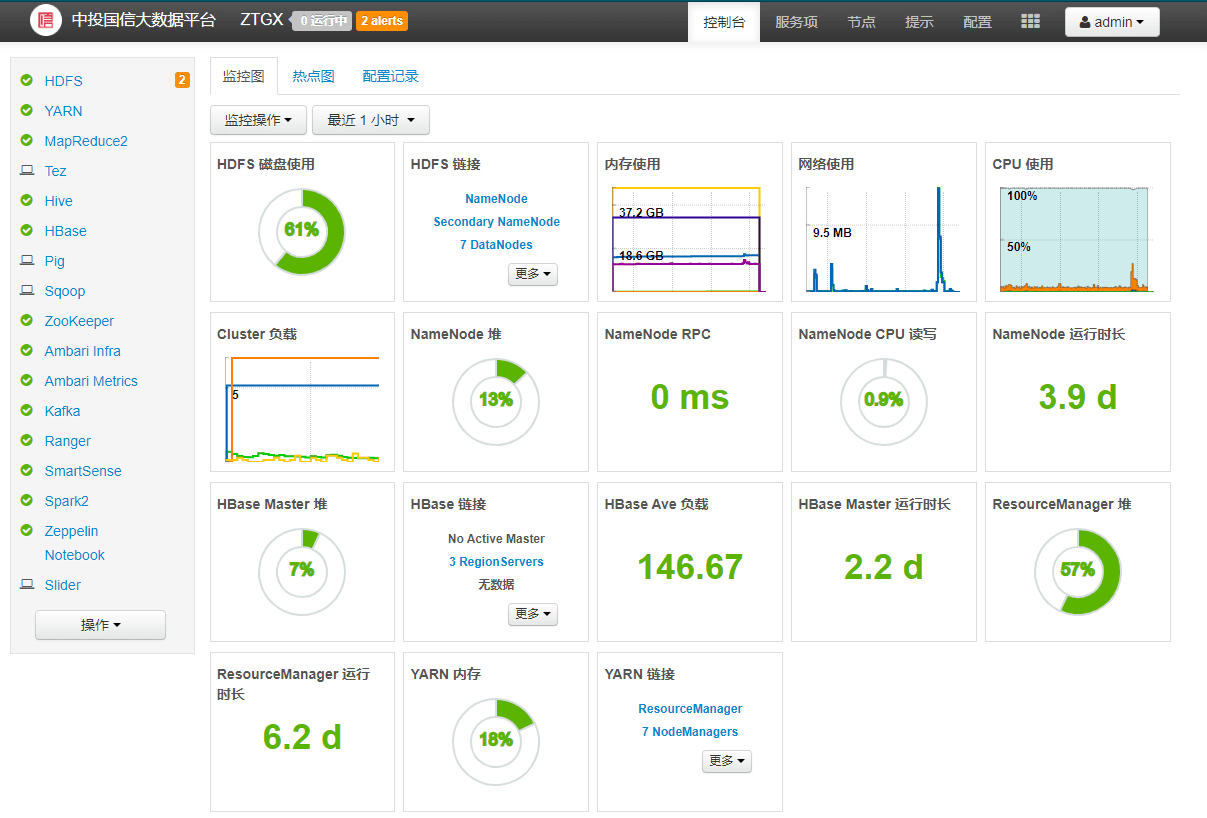 中投国信大数据平台 ZTGX 0 运行中 2 alerts 控制台 服务项 节点 提示 配置 admin
HDFS 2
YARN
MapReduce2
Tez
Hive
HBase
Pig
Sqoop
ZooKeeper
Ambari Infra
Ambari Metrics
Kafka
Ranger
SmartSense
Spark2
Zeppelin
Notebook
Slider
操作
监控图 热点图 配置记录
监控操作 最近 1 小时
HDFS 磁盘使用
61%
HDFS 链接
NameNode
Secondary NameNode
7 DataNodes
更多
内存使用
37.2 GB
18.6 GB
网络使用
9.5 MB
CPU 使用
100%
50%
Cluster 负载
5
NameNode 堆
13%
NameNode RPC
0 ms
NameNode CPU 读写
0.9%
NameNode 运行时长
3.9 d
HBase Master 堆
7%
HBase 链接
No Active Master
3 RegionServers
无数据
更多
HBase Ave 负载
146.67
HBase Master 运行时长
2.2 d
ResourceManager 堆
57%
ResourceManager 运行
时长
6.2 d
YARN 内存
18%
YARN 链接
ResourceManager
7 NodeManagers
更多